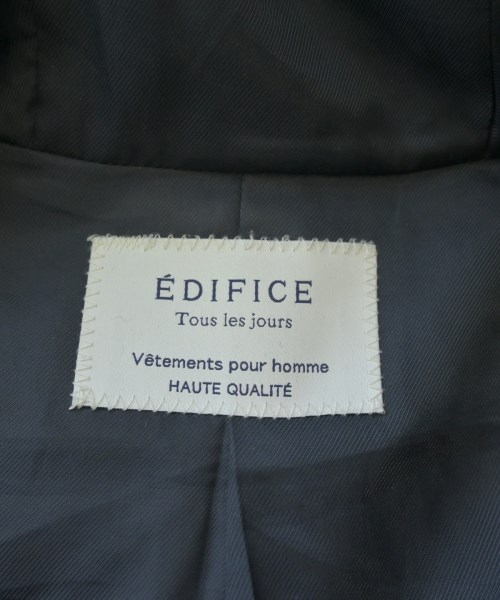 ÉDIFICE
Tous les jours
Vêtements pour homme
HAUTE QUALITÉ